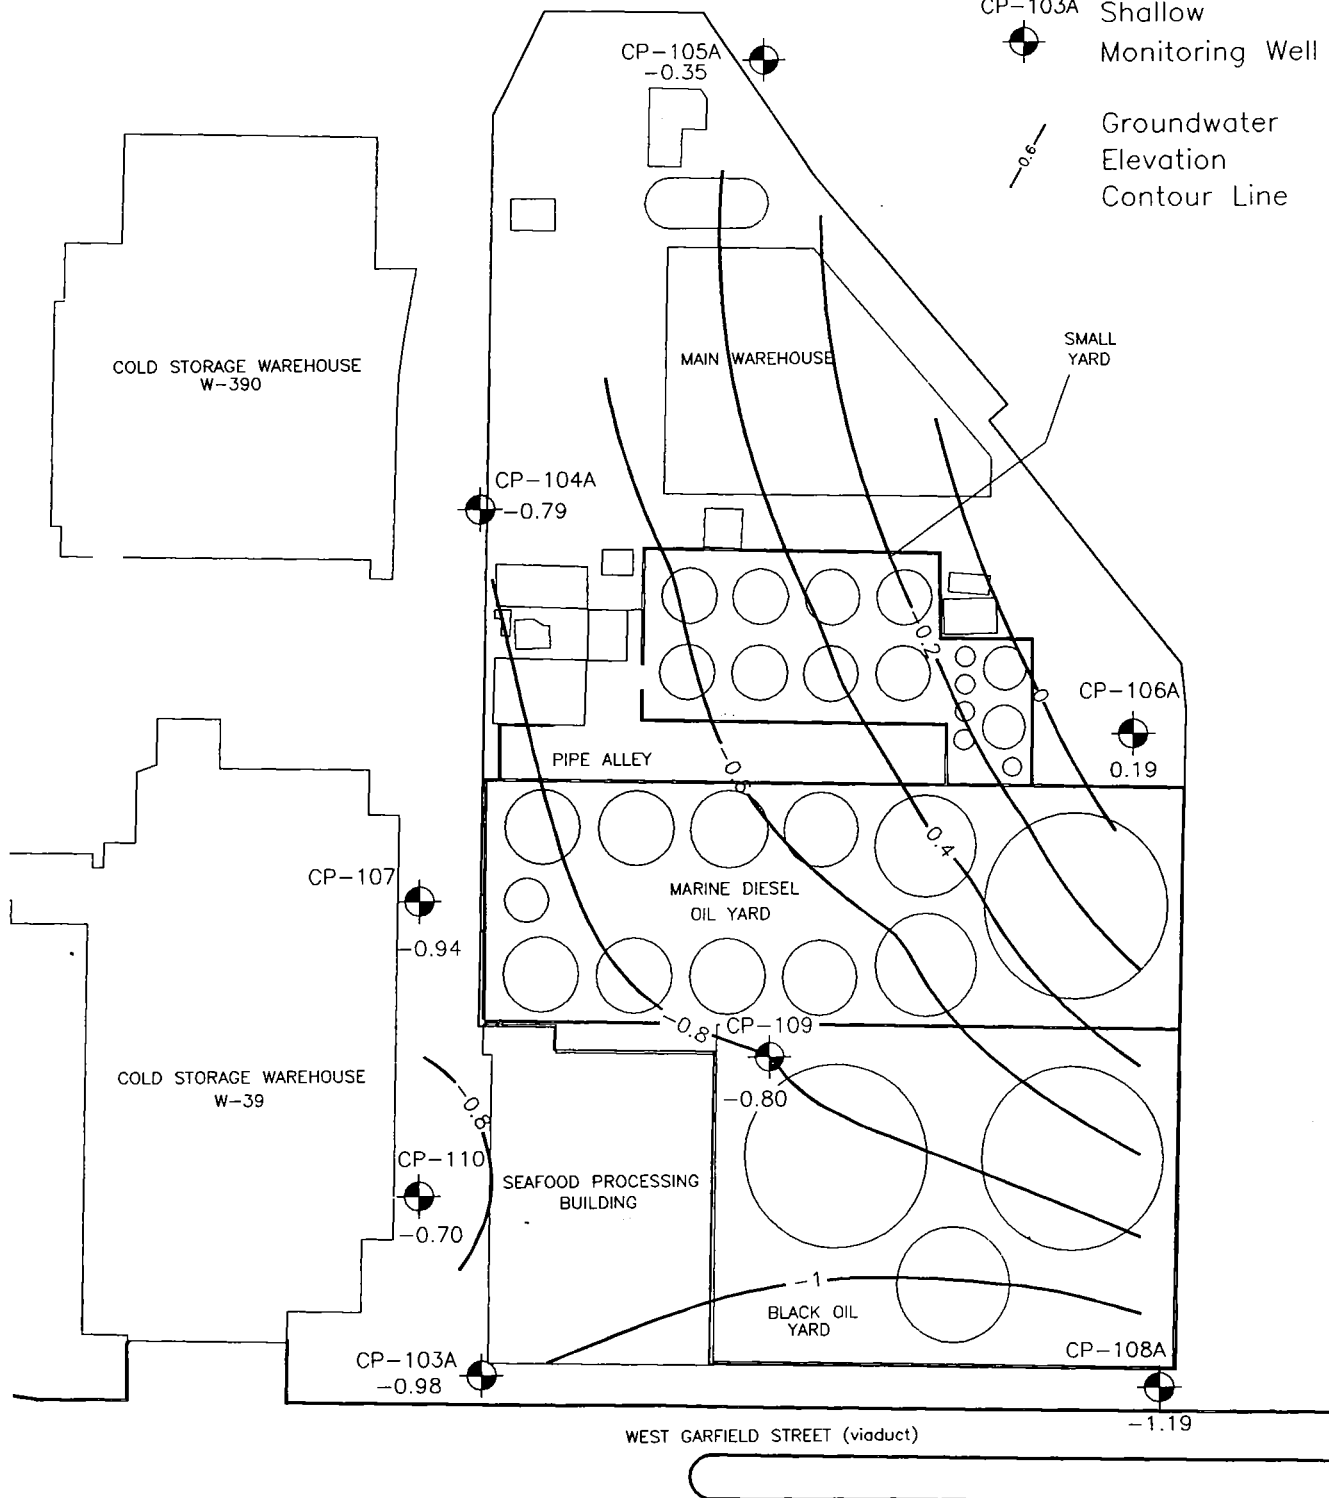 CP-103A Shallow
Monitoring Well
CP-105A
-0.35
-0.6
Groundwater
Elevation
Contour Line
COLD STORAGE WAREHOUSE
W-390
MAIN WAREHOUSE
SMALL
YARD
CP-104A
-0.79
-0.2
0
CP-106A
0.19
PIPE ALLEY
-0.6
0.4
CP-107
-0.94
MARINE DIESEL
OIL YARD
-0.8
CP-109
-0.80
COLD STORAGE WAREHOUSE
W-39
-0.8
CP-110
-0.70
SEAFOOD PROCESSING
BUILDING
-1
BLACK OIL
YARD
CP-103A
-0.98
CP-108A
-1.19
WEST GARFIELD STREET (viaduct)